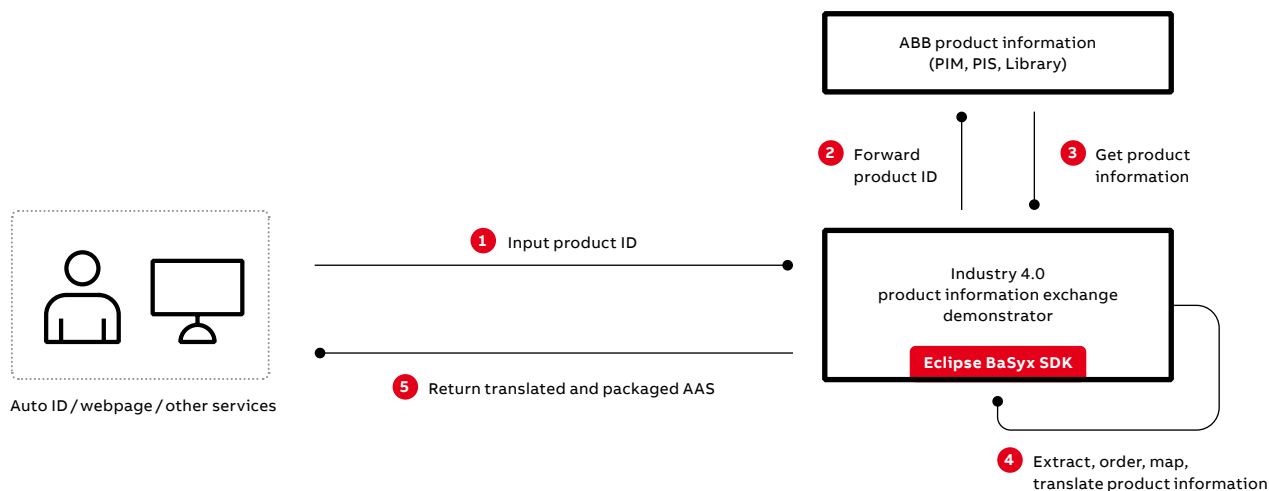 ABB product information
(PIM, PIS, Library)
2 Forward
product ID
3 Get product
information
1 Input product ID
Industry 4.0
product information exchange
demonstrator
Eclipse BaSyx SDK
5 Return translated and packaged AAS
Auto ID / webpage / other services
4 Extract, order, map,
translate product information